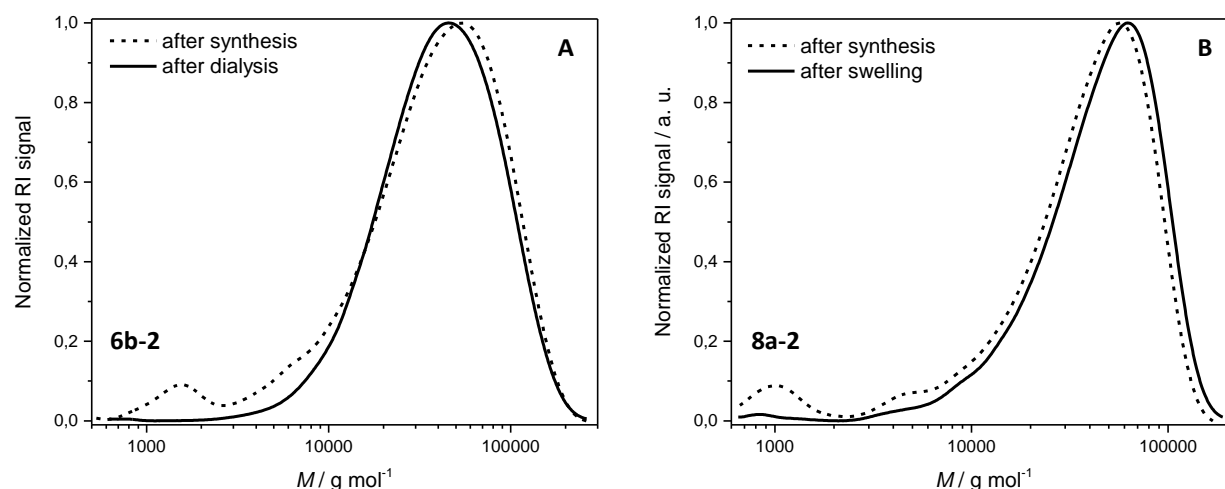 after synthesis
after dialysis
A
6b-2
Normalized RI signal
1,0
0,8
0,6
0,4
0,2
0,0
1000
10000
100000
M / g mol⁻¹
after synthesis
after swelling
B
8a-2
Normalized RI signal / a. u.
1,0
0,8
0,6
0,4
0,2
0,0
1000
10000
100000
M / g mol⁻¹